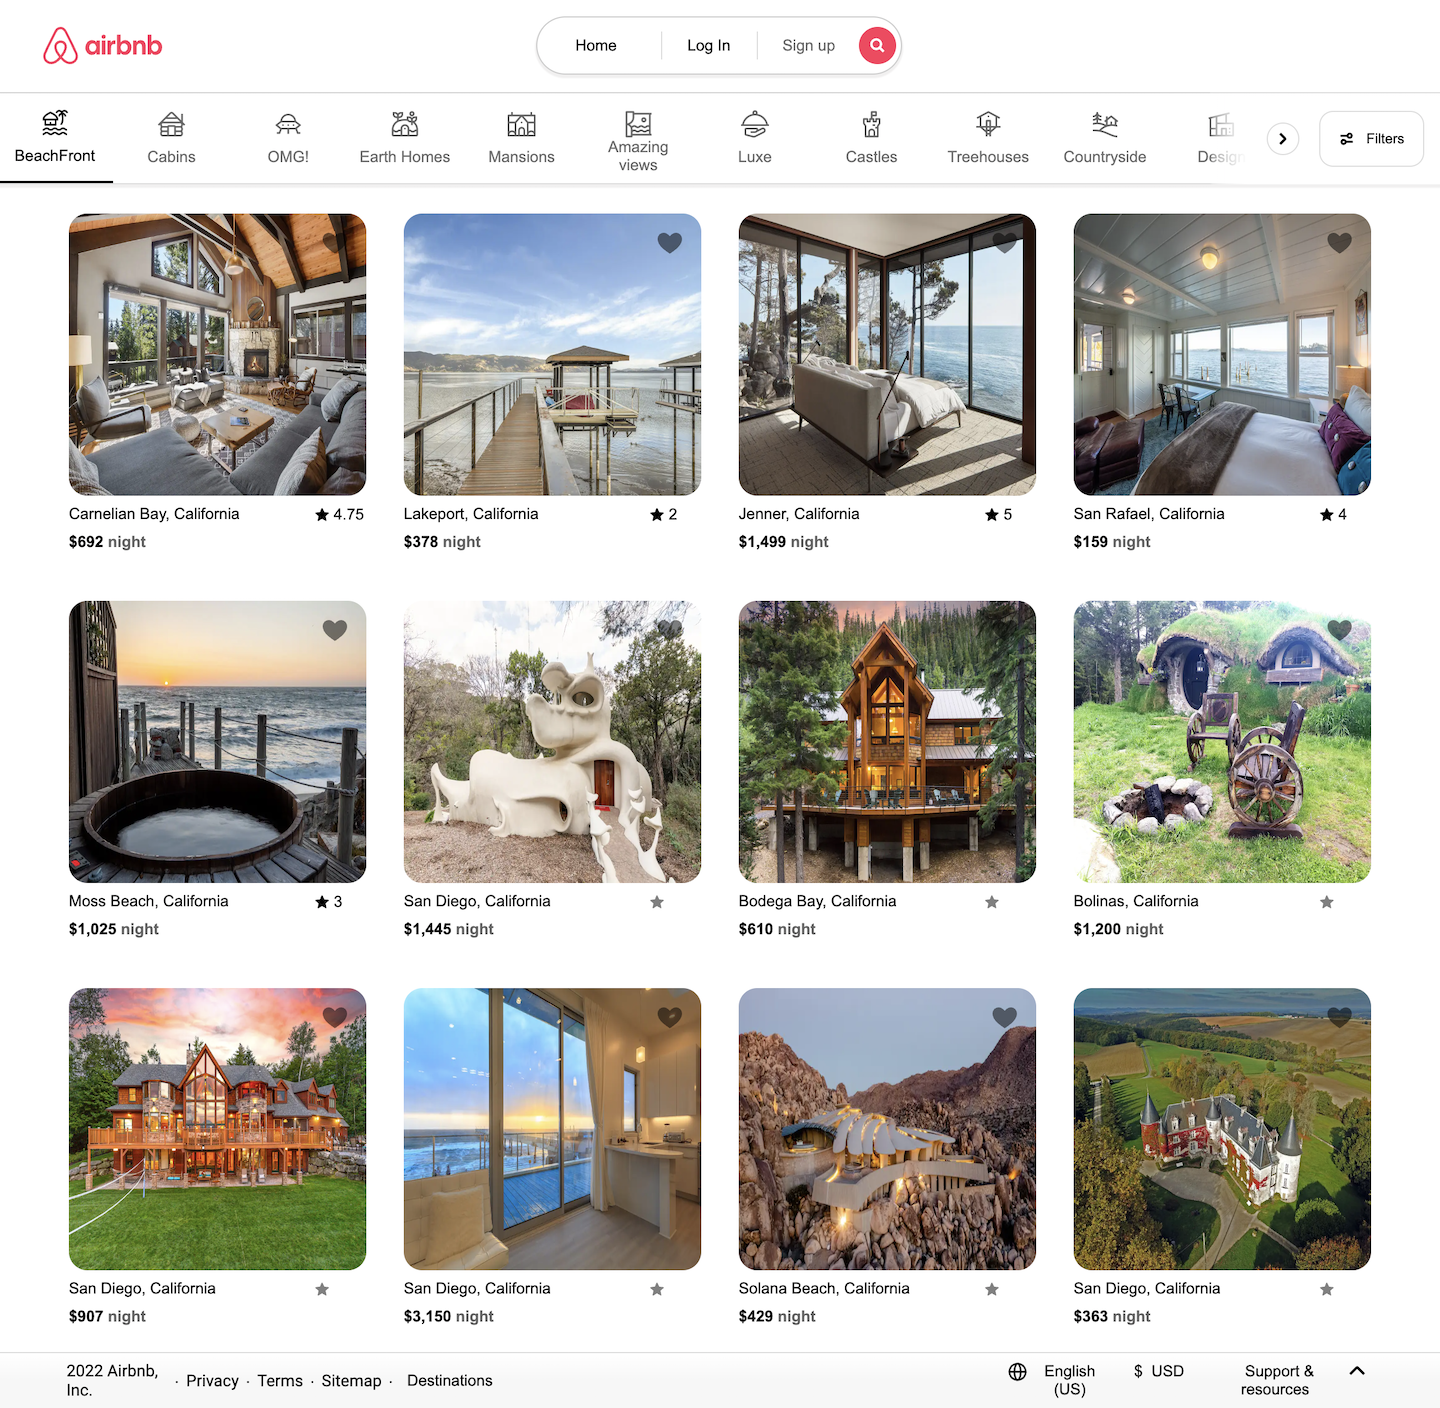 airbnb
Home
Log In
Sign up
BeachFront
Cabins
OMG!
Earth Homes
Mansions
Amazing
views
Luxe
Castles
Treehouses
Countryside
Design
Filters
Carnelian Bay, California
4.75
$692 night
Lakeport, California
2
$378 night
Jenner, California
5
$1,499 night
San Rafael, California
4
$159 night
Moss Beach, California
3
$1,025 night
San Diego, California
$1,445 night
Bodega Bay, California
$610 night
Bolinas, California
$1,200 night
San Diego, California
$907 night
San Diego, California
$3,150 night
Solana Beach, California
$429 night
San Diego, California
$363 night
2022 Airbnb,
Inc.
· Privacy · Terms · Sitemap · Destinations
English
(US)
$ USD
Support &
resources